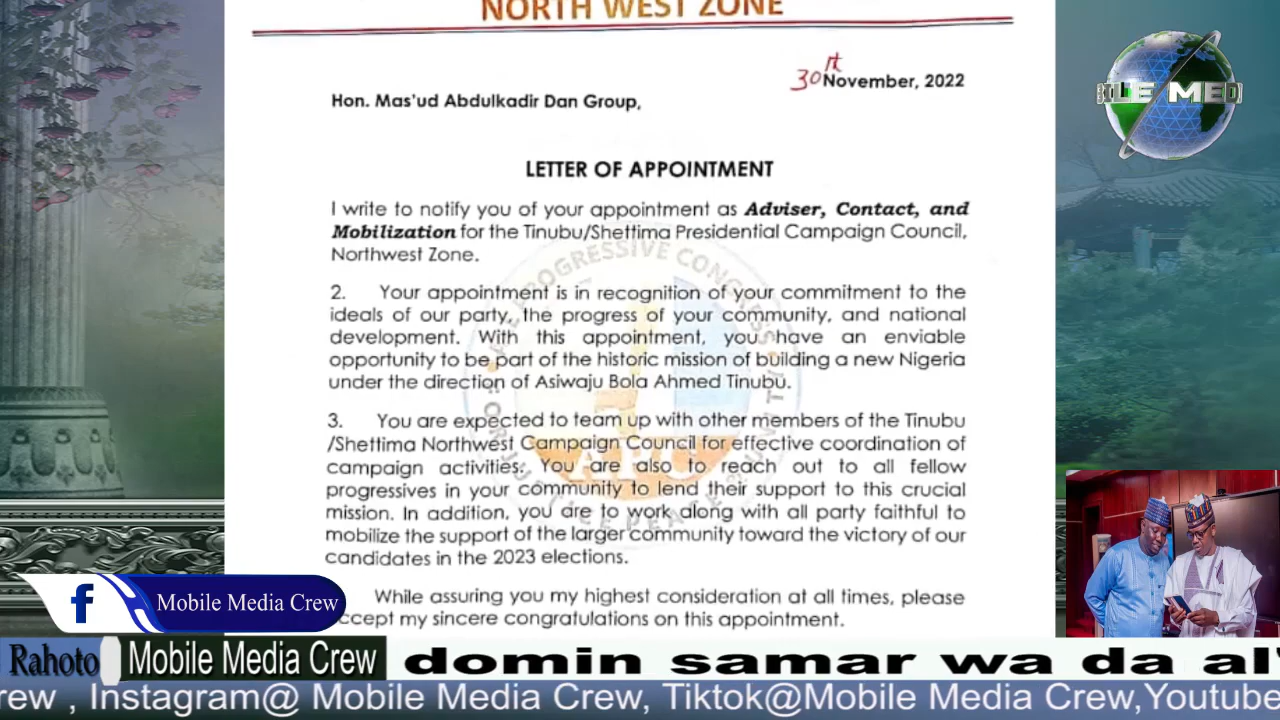 NORTH WEST ZONE
30st November, 2022
Hon. Mas'ud Abdulkadir Dan Group,
LETTER OF APPOINTMENT
I write to notify you of your appointment as Adviser, Contact, and
Mobilization for the Tinubu/Shettima Presidential Campaign Council,
Northwest Zone.
2. Your appointment is in recognition of your commitment to the
ideals of our party, the progress of your community, and national
development. With this appointment, you have an enviable
opportunity to be part of the historic mission of building a new Nigeria
under the direction of Asiwaju Bola Ahmed Tinubu.
3. You are expected to team up with other members of the Tinubu
/Shettima Northwest Campaign Council for effective coordination of
campaign activities. You are also to reach out to all fellow
progressives in your community to lend their support to this crucial
mission. In addition, you are to work along with all party faithful to
mobilize the support of the larger community toward the victory of our
candidates in the 2023 elections.
While assuring you my highest consideration at all times, please
ccept my sincere congratulations on this appointment.
APC
BILE MEDI
f Mobile Media Crew
Rahoto Mobile Media Crew domin samar wa da al'
rew , Instagram@ Mobile Media Crew, Tiktok@Mobile Media Crew,Youtube